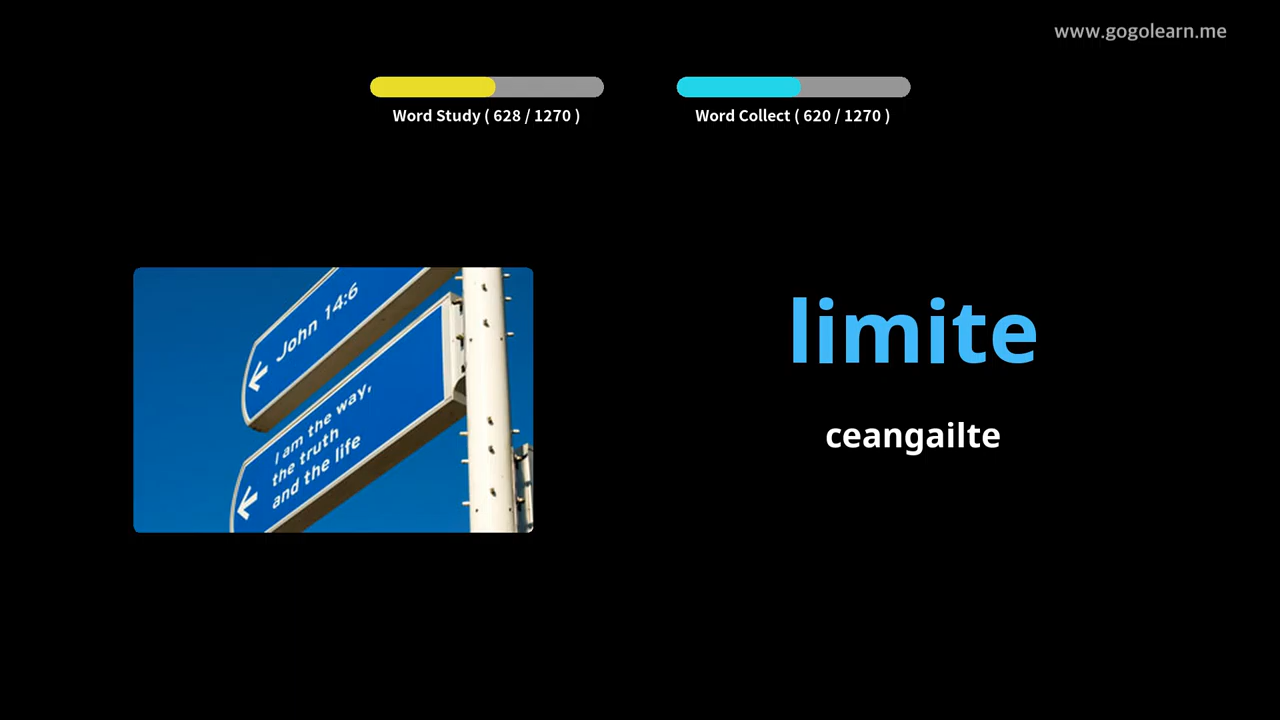 www.gogolearn.me
Word Study ( 628 / 1270 )
Word Collect ( 620 / 1270 )
John 14:6
I am the way,
the truth
and the life
limite
ceangailte